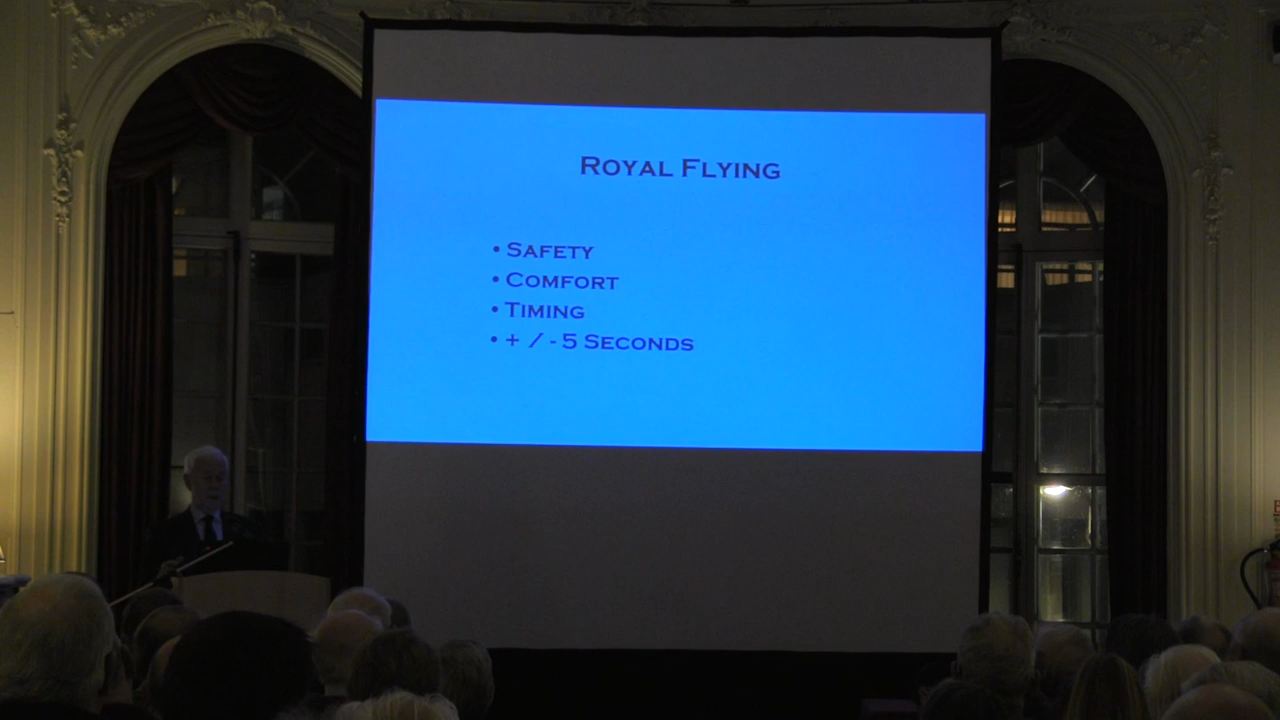 Royal Flying
• Safety
• Comfort
• Timing
• + / - 5 Seconds